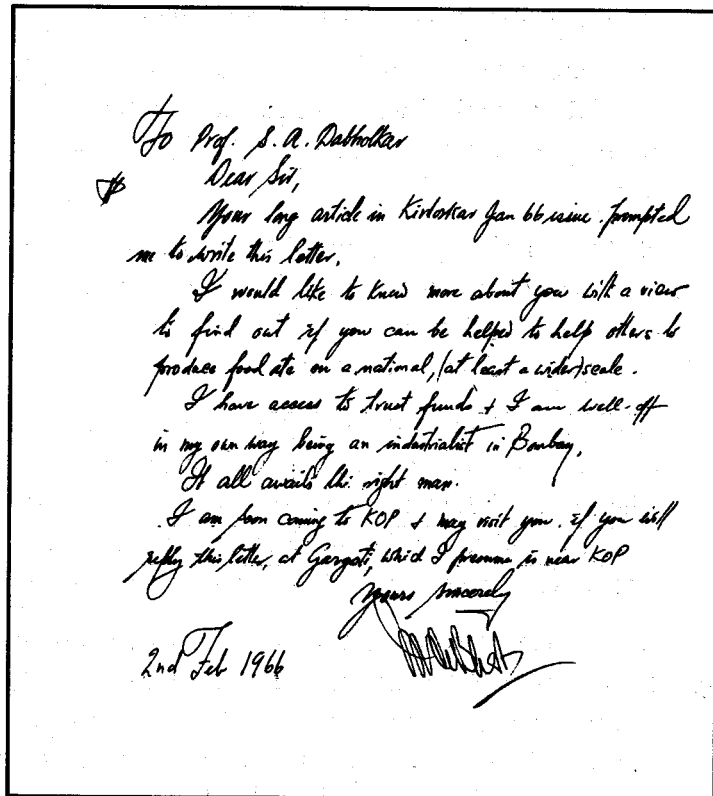 To Prof. S. A. Dabholkar
Dear Sir,
Your long article in Kirloskar Jan 66 issue prompted
me to write this letter.
I would like to know more about you with a view
to find out if you can be helped to help others to
produce food etc on a national, (at least a wider) scale.
I have access to trust funds + I am well-off
in my own way being an industrialist in Bombay.
It all awaits the right man.
I am soon coming to KOP + may visit you, if you will
reply this letter, at Gargoti, which I presume is near KOP
Yours sincerely
2nd Feb 1966